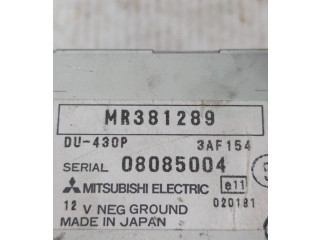 MR381289
DU-430P 3AF154
SERIAL 08085004
MITSUBISHI ELECTRIC e11
12 V NEG GROUND 020181
MADE IN JAPAN